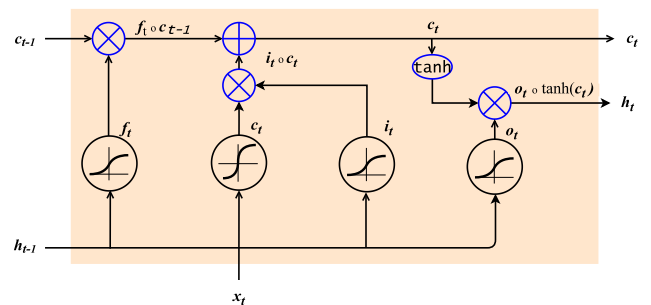 c_t-1
f_t ∘ c_t-1
c_t
c_t
i_t ∘ c_t
tanh
o_t ∘ tanh(c_t)
h_t
f_t
c_t
i_t
o_t
h_t-1
x_t